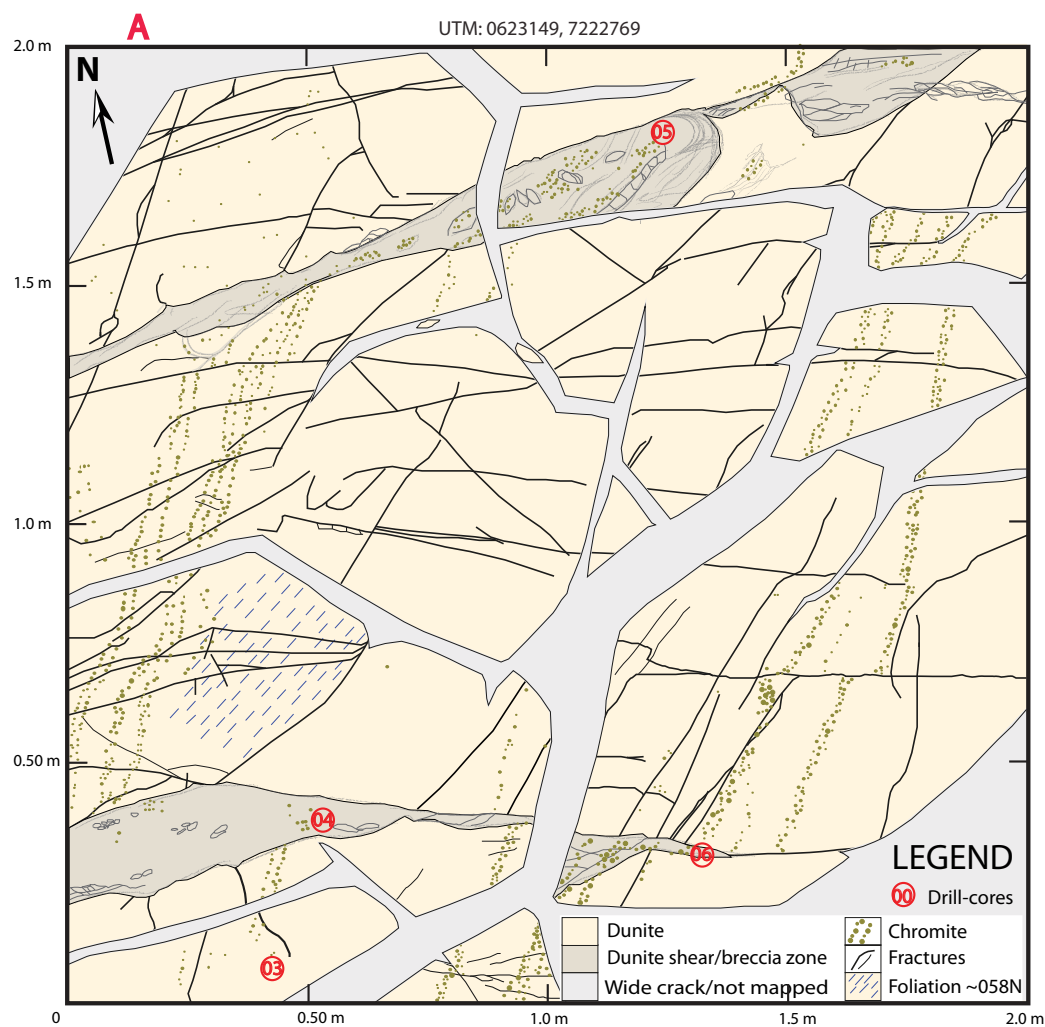 A
UTM: 0623149, 7222769
2.0 m
N
05
1.5 m
1.0 m
0.50 m
04
06
LEGEND
00 Drill-cores
03
Dunite
Chromite
Dunite shear/breccia zone
Fractures
Wide crack/not mapped
Foliation ~058N
0
0.50 m
1.0 m
1.5 m
2.0 m